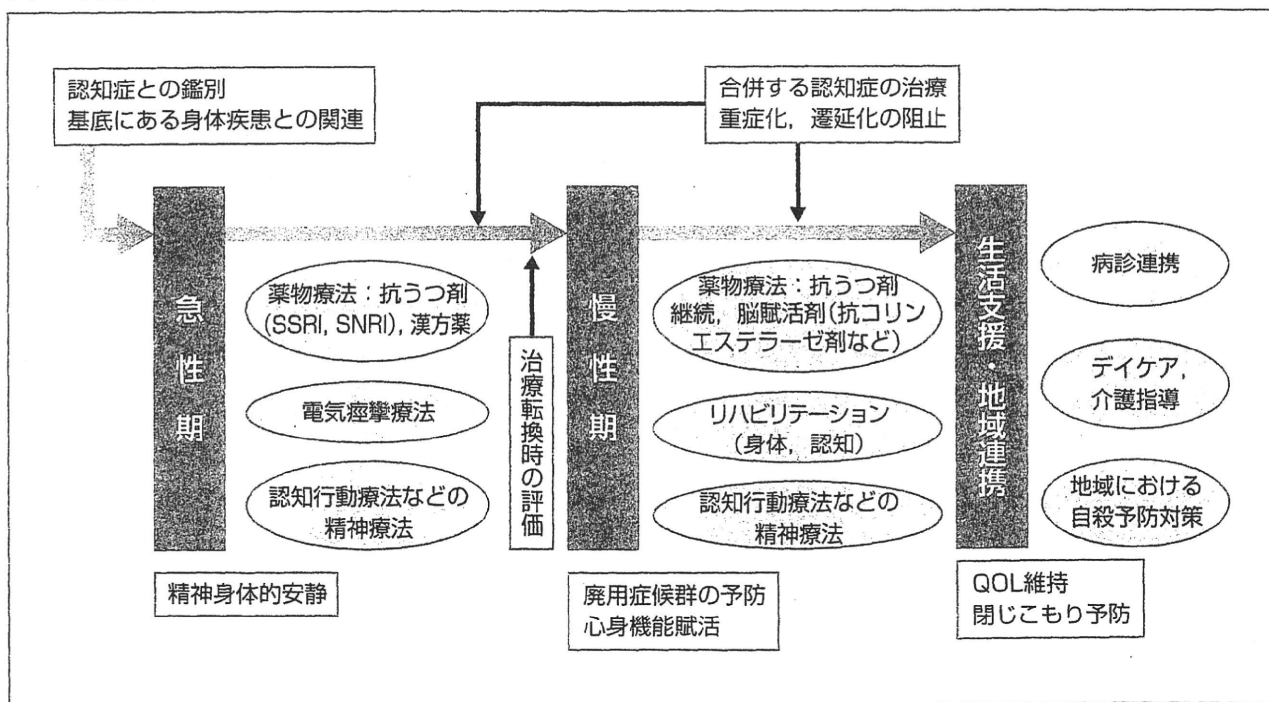 認知症との鑑別
基底にある身体疾患との関連
合併する認知症の治療
重症化，遷延化の阻止
急性期
薬物療法：抗うつ剤
(SSRI, SNRI)，漢方薬
電気痙攣療法
認知行動療法などの
精神療法
精神身体的安静
治療転換時の評価
慢性期
薬物療法：抗うつ剤
継続，脳賦活剤(抗コリン
エステラーゼ剤など)
リハビリテーション
(身体，認知)
認知行動療法などの
精神療法
廃用症候群の予防
心身機能賦活
生活支援・地域連携
病診連携
デイケア，
介護指導
地域における
自殺予防対策
QOL維持
閉じこもり予防